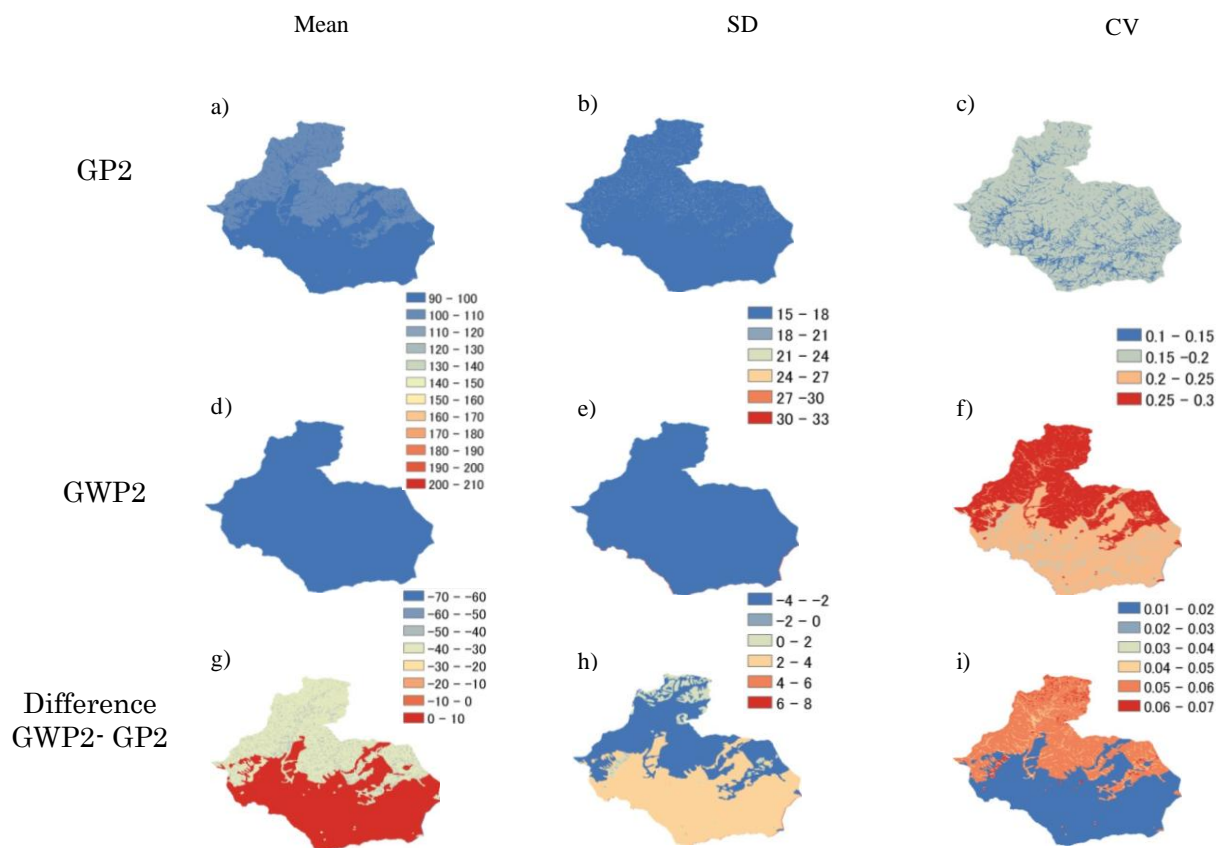 Mean
SD
CV
a)
b)
c)
GP2
90 - 100
100 - 110
110 - 120
120 - 130
130 - 140
140 - 150
150 - 160
160 - 170
170 - 180
180 - 190
190 - 200
200 - 210
15 - 18
18 - 21
21 - 24
24 - 27
27 -30
30 - 33
0.1 - 0.15
0.15 -0.2
0.2 - 0.25
0.25 - 0.3
d)
e)
f)
GWP2
-70 - -60
-60 - -50
-50 - -40
-40 - -30
-30 - -20
-20 - -10
-10 - 0
0 - 10
-4 - -2
-2 - 0
0 - 2
2 - 4
4 - 6
6 - 8
0.01 - 0.02
0.02 - 0.03
0.03 - 0.04
0.04 - 0.05
0.05 - 0.06
0.06 - 0.07
g)
h)
i)
Difference
GWP2- GP2